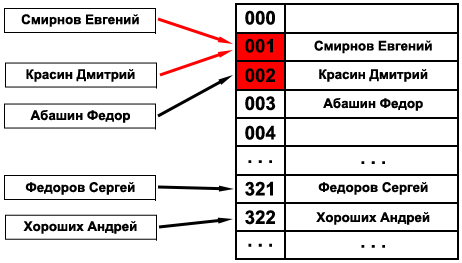 Смирнов Евгений
Красин Дмитрий
Абашин Федор
Федоров Сергей
Хороших Андрей
000
001 Смирнов Евгений
002 Красин Дмитрий
003 Абашин Федор
004
... ...
321 Федоров Сергей
322 Хороших Андрей
... ...